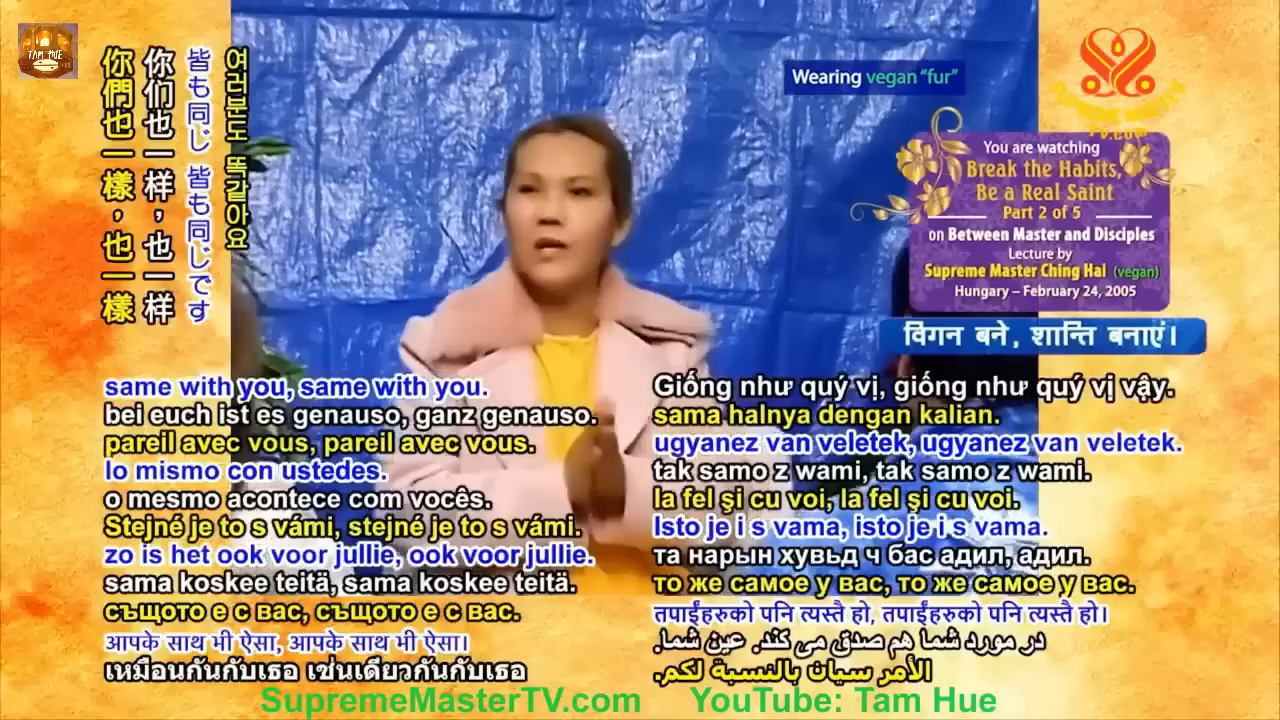 TAM HUE
你們也一樣，也一樣
你们也一样，也一样
皆も同じ 皆も同じです
여러분도 똑같아요
Wearing vegan “fur”
TV.com
You are watching
Break the Habits,
Be a Real Saint
Part 2 of 5
on Between Master and Disciples
Lecture by
Supreme Master Ching Hai (vegan)
Hungary – February 24, 2005
विगन बने, शान्ति बनाएं।
same with you, same with you.
bei euch ist es genauso, ganz genauso.
pareil avec vous, pareil avec vous.
lo mismo con ustedes.
o mesmo acontece com vocês.
Stejné je to s vámi, stejné je to s vámi.
zo is het ook voor jullie, ook voor jullie.
sama koskee teitä, sama koskee teitä.
същото е с вас, същото е с вас.
आपके साथ भी ऐसा, आपके साथ भी ऐसा।
เหมือนกันกับเธอ เช่นเดียวกันกับเธอ
Giống như quý vị, giống như quý vị vậy.
sama halnya dengan kalian.
ugyanez van veletek, ugyanez van veletek.
tak samo z wami, tak samo z wami.
la fel şi cu voi, la fel şi cu voi.
Isto je i s vama, isto je i s vama.
та нарын хувьд ч бас адил, адил.
то же самое у вас, то же самое у вас.
तपाईंहरुको पनि त्यस्तै हो, तपाईंहरुको पनि त्यस्तै हो।
در مورد شما هم صدق می کند. عین شما.
الأمر سيان بالنسبة لكم.
SupremeMasterTV.com YouTube: Tam Hue